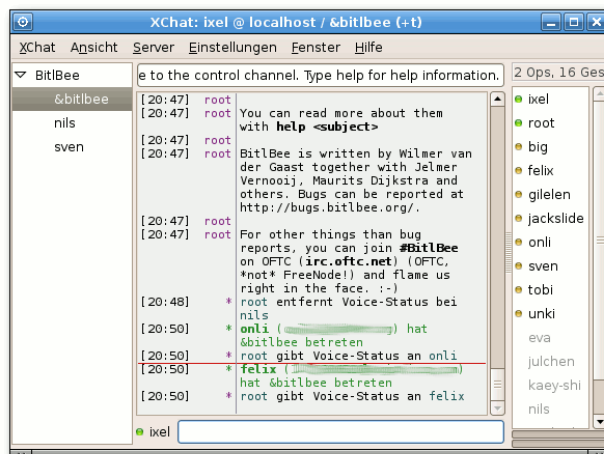 XChat: ixel @ localhost / &bitlbee (+t)
XChat Ansicht Server Einstellungen Fenster Hilfe
BitlBee
&bitlbee
nils
sven
e to the control channel. Type help for help information.
[20:47] root
[20:47] root You can read more about them
with help <subject>
[20:47] root
[20:47] root BitlBee is written by Wilmer van
der Gaast together with Jelmer
Vernooij, Maurits Dijkstra and
others. Bugs can be reported at
http://bugs.bitlbee.org/.
[20:47] root
[20:47] root For other things than bug
reports, you can join #BitlBee
on OFTC (irc.oftc.net) (OFTC,
*not* FreeNode!) and flame us
right in the face. :-)
[20:48] * root entfernt Voice-Status bei
nils
[20:50] * onli ( ) hat
&bitlbee betreten
[20:50] * root gibt Voice-Status an onli
[20:50] * felix ( )
hat &bitlbee betreten
[20:50] * root gibt Voice-Status an felix
ixel
2 Ops, 16 Ges
ixel
root
big
felix
gilelen
jackslide
onli
sven
tobi
unki
eva
julchen
kaey-shi
nils